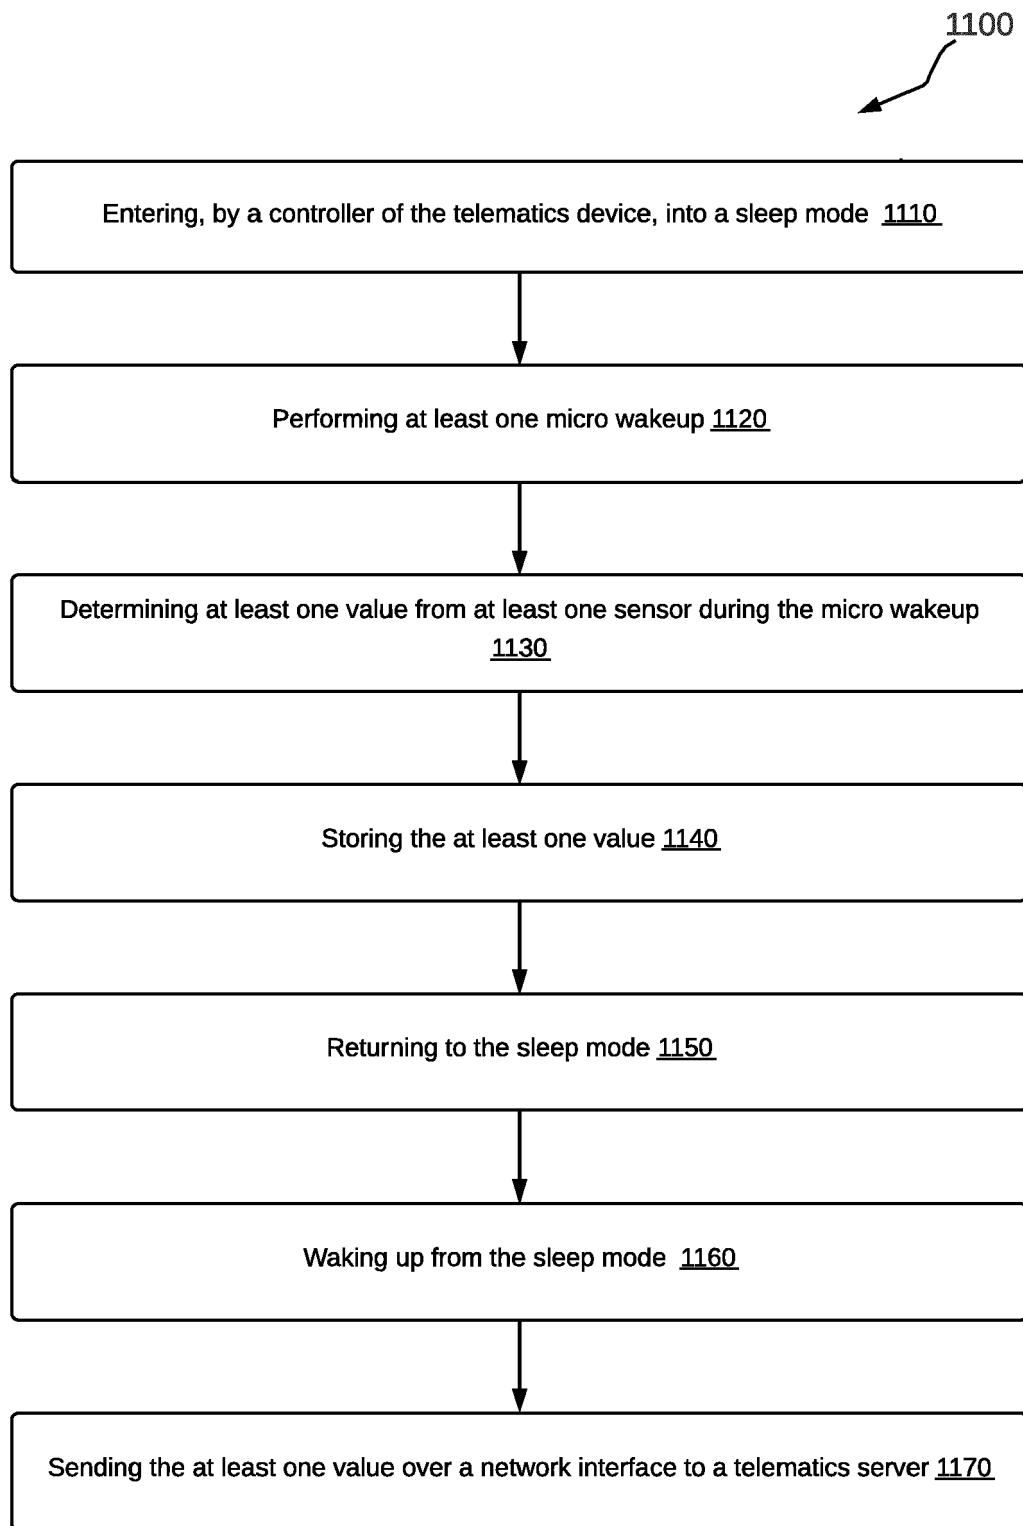 1100
Entering, by a controller of the telematics device, into a sleep mode 1110
Performing at least one micro wakeup 1120
Determining at least one value from at least one sensor during the micro wakeup
1130
Storing the at least one value 1140
Returning to the sleep mode 1150
Waking up from the sleep mode 1160
Sending the at least one value over a network interface to a telematics server 1170